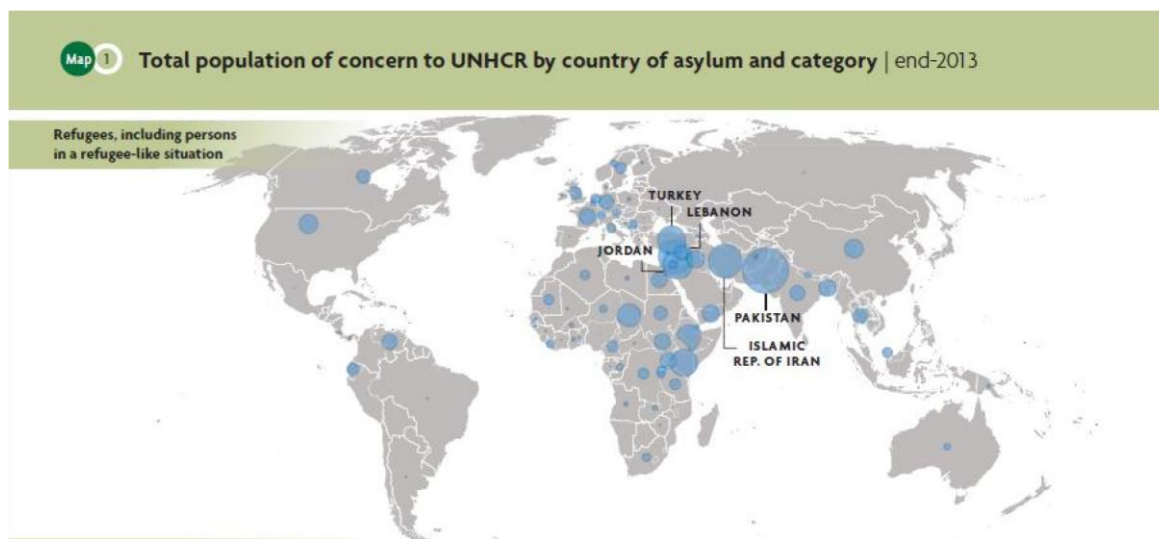 Map 1 Total population of concern to UNHCR by country of asylum and category | end-2013
Refugees, including persons
in a refugee-like situation
TURKEY
LEBANON
JORDAN
PAKISTAN
ISLAMIC
REP. OF IRAN